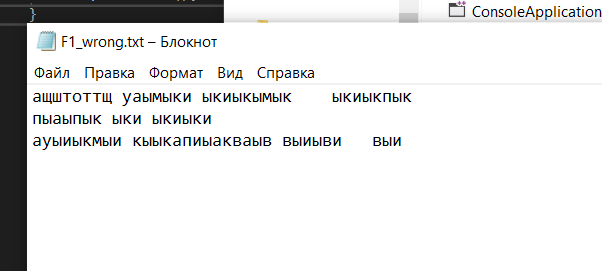 }
ConsoleApplication
F1_wrong.txt – Блокнот
Файл Правка Формат Вид Справка
ащштоттщ уаымыки ыкиыкымык    ыкиыкпык
пыаыпык ыки ыкиыки
ауыиыкмыи кыыкапиыакваыв выиыви   выи